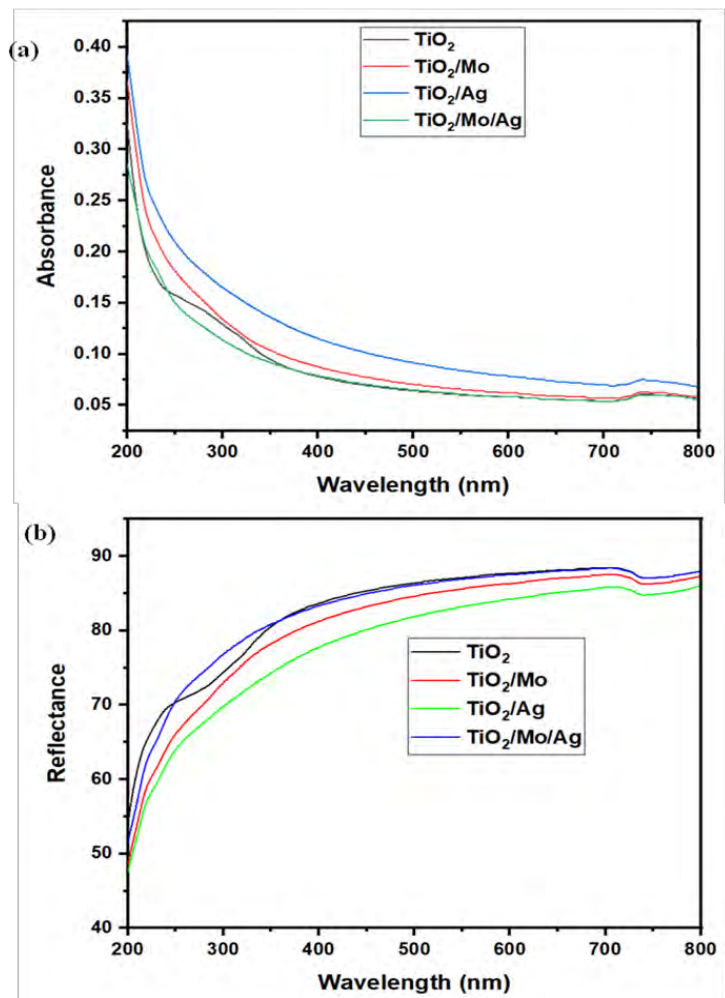 (a)
TiO2
TiO2/Mo
TiO2/Ag
TiO2/Mo/Ag
0.40
0.35
0.30
0.25
0.20
0.15
0.10
0.05
Absorbance
200 300 400 500 600 700 800
Wavelength (nm)
(b)
90
80
70
60
50
40
Reflectance
TiO2
TiO2/Mo
TiO2/Ag
TiO2/Mo/Ag
200 300 400 500 600 700 800
Wavelength (nm)